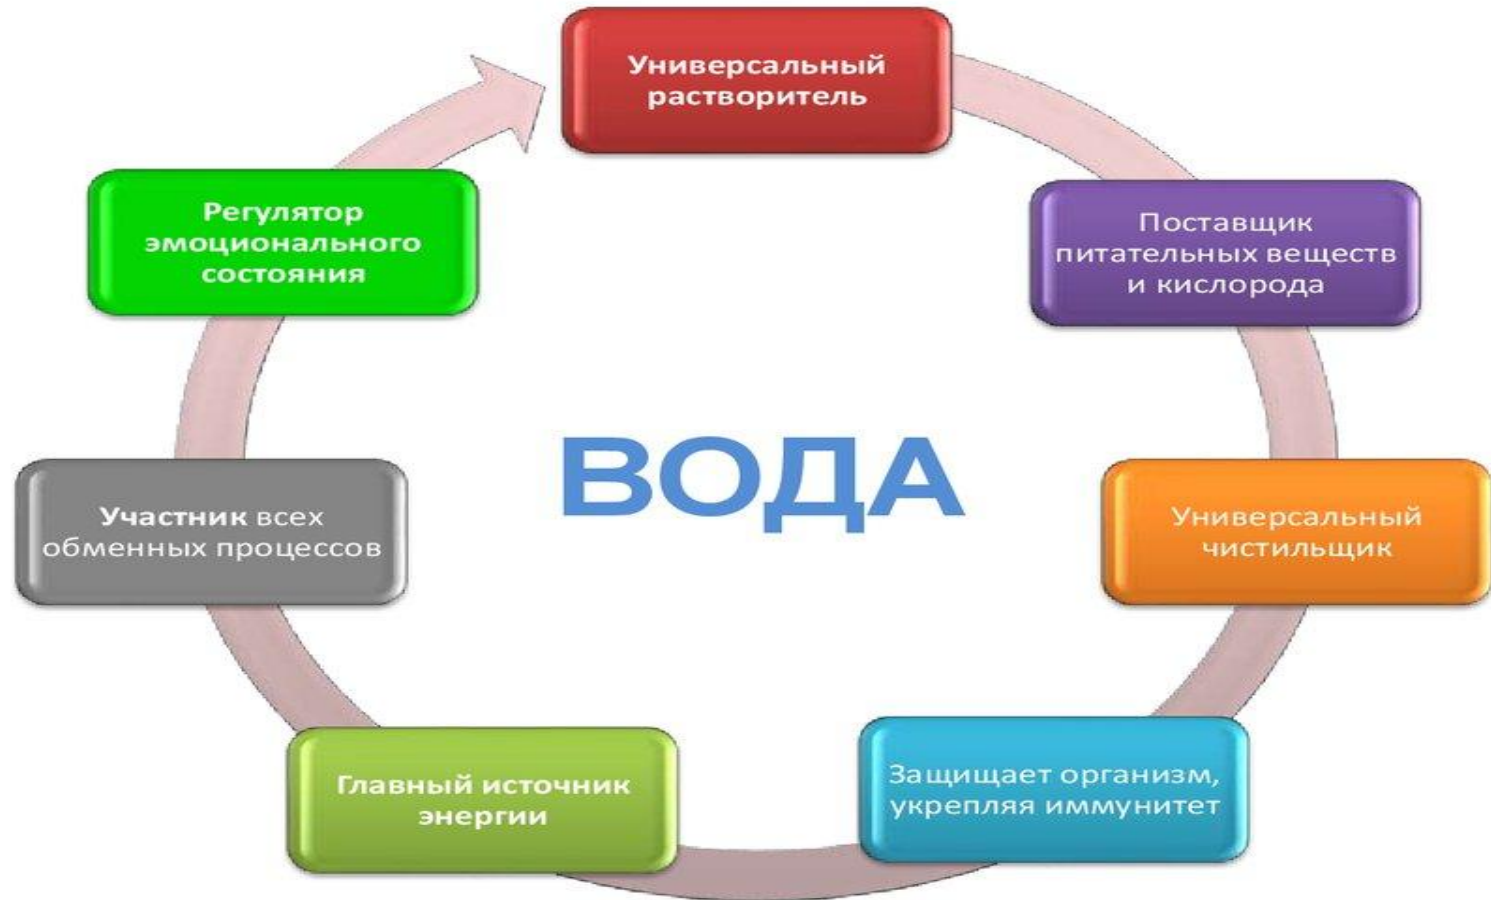 Универсальный
растворитель
Поставщик
питательных веществ
и кислорода
Универсальный
чистильщик
Защищает организм,
укрепляя иммунитет
Главный источник
энергии
Участник всех
обменных процессов
Регулятор
эмоционального
состояния
ВОДА